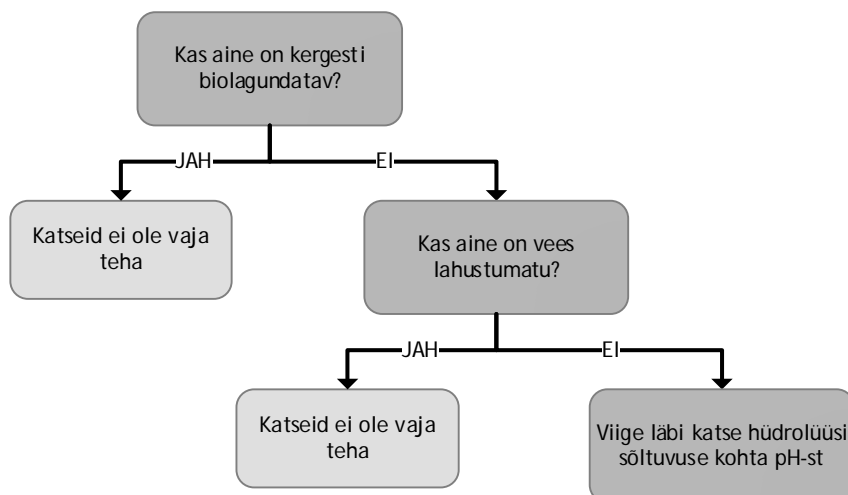 Kas aine on kergesti
biolagundatav?
JAH
EI
Katseid ei ole vaja
teha
Kas aine on vees
lahustumatu?
JAH
EI
Katseid ei ole vaja
teha
Viige läbi katse hüdrolüüsi
sõltuvuse kohta pH-st